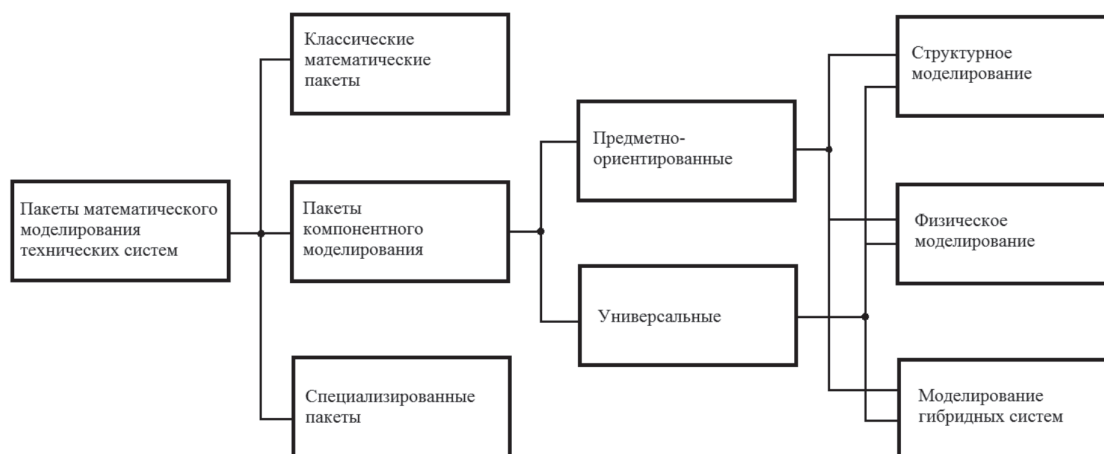 Пакеты математического
моделирования
технических систем
Классические
математические
пакеты
Пакеты
компонентного
моделирования
Специализированные
пакеты
Предметно-
ориентированные
Универсальные
Структурное
моделирование
Физическое
моделирование
Моделирование
гибридных систем